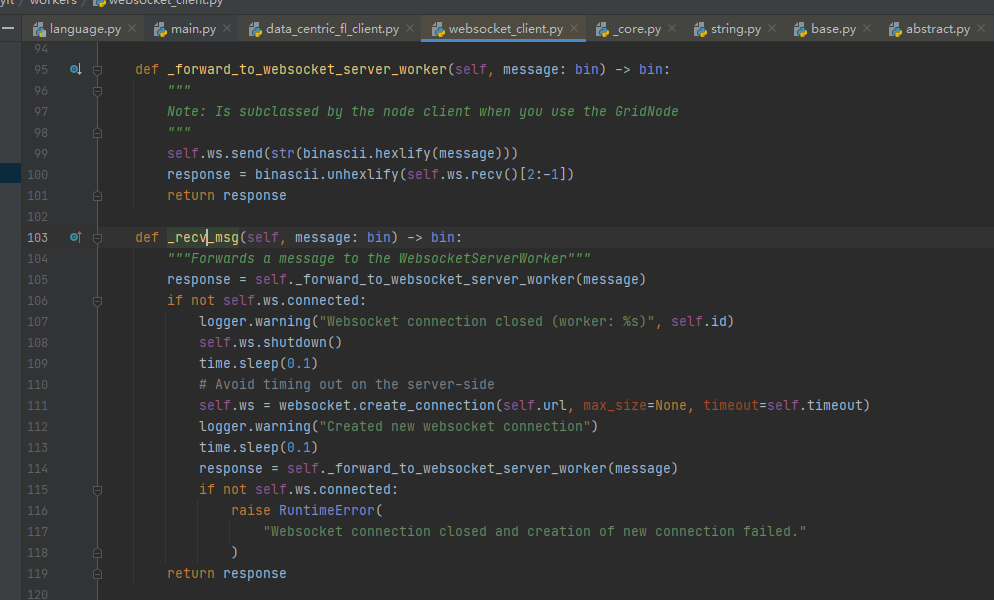 workers / websocket_client.py
language.py main.py data_centric_fl_client.py websocket_client.py _core.py string.py base.py abstract.py
94
95 def _forward_to_websocket_server_worker(self, message: bin) -> bin:
96 """
97 Note: Is subclassed by the node client when you use the GridNode
98 """
99 self.ws.send(str(binascii.hexlify(message)))
100 response = binascii.unhexlify(self.ws.recv()[2:-1])
101 return response
102
103 def _recv_msg(self, message: bin) -> bin:
104 """Forwards a message to the WebsocketServerWorker"""
105 response = self._forward_to_websocket_server_worker(message)
106 if not self.ws.connected:
107 logger.warning("Websocket connection closed (worker: %s)", self.id)
108 self.ws.shutdown()
109 time.sleep(0.1)
110 # Avoid timing out on the server-side
111 self.ws = websocket.create_connection(self.url, max_size=None, timeout=self.timeout)
112 logger.warning("Created new websocket connection")
113 time.sleep(0.1)
114 response = self._forward_to_websocket_server_worker(message)
115 if not self.ws.connected:
116 raise RuntimeError(
117 "Websocket connection closed and creation of new connection failed."
118 )
119 return response
120